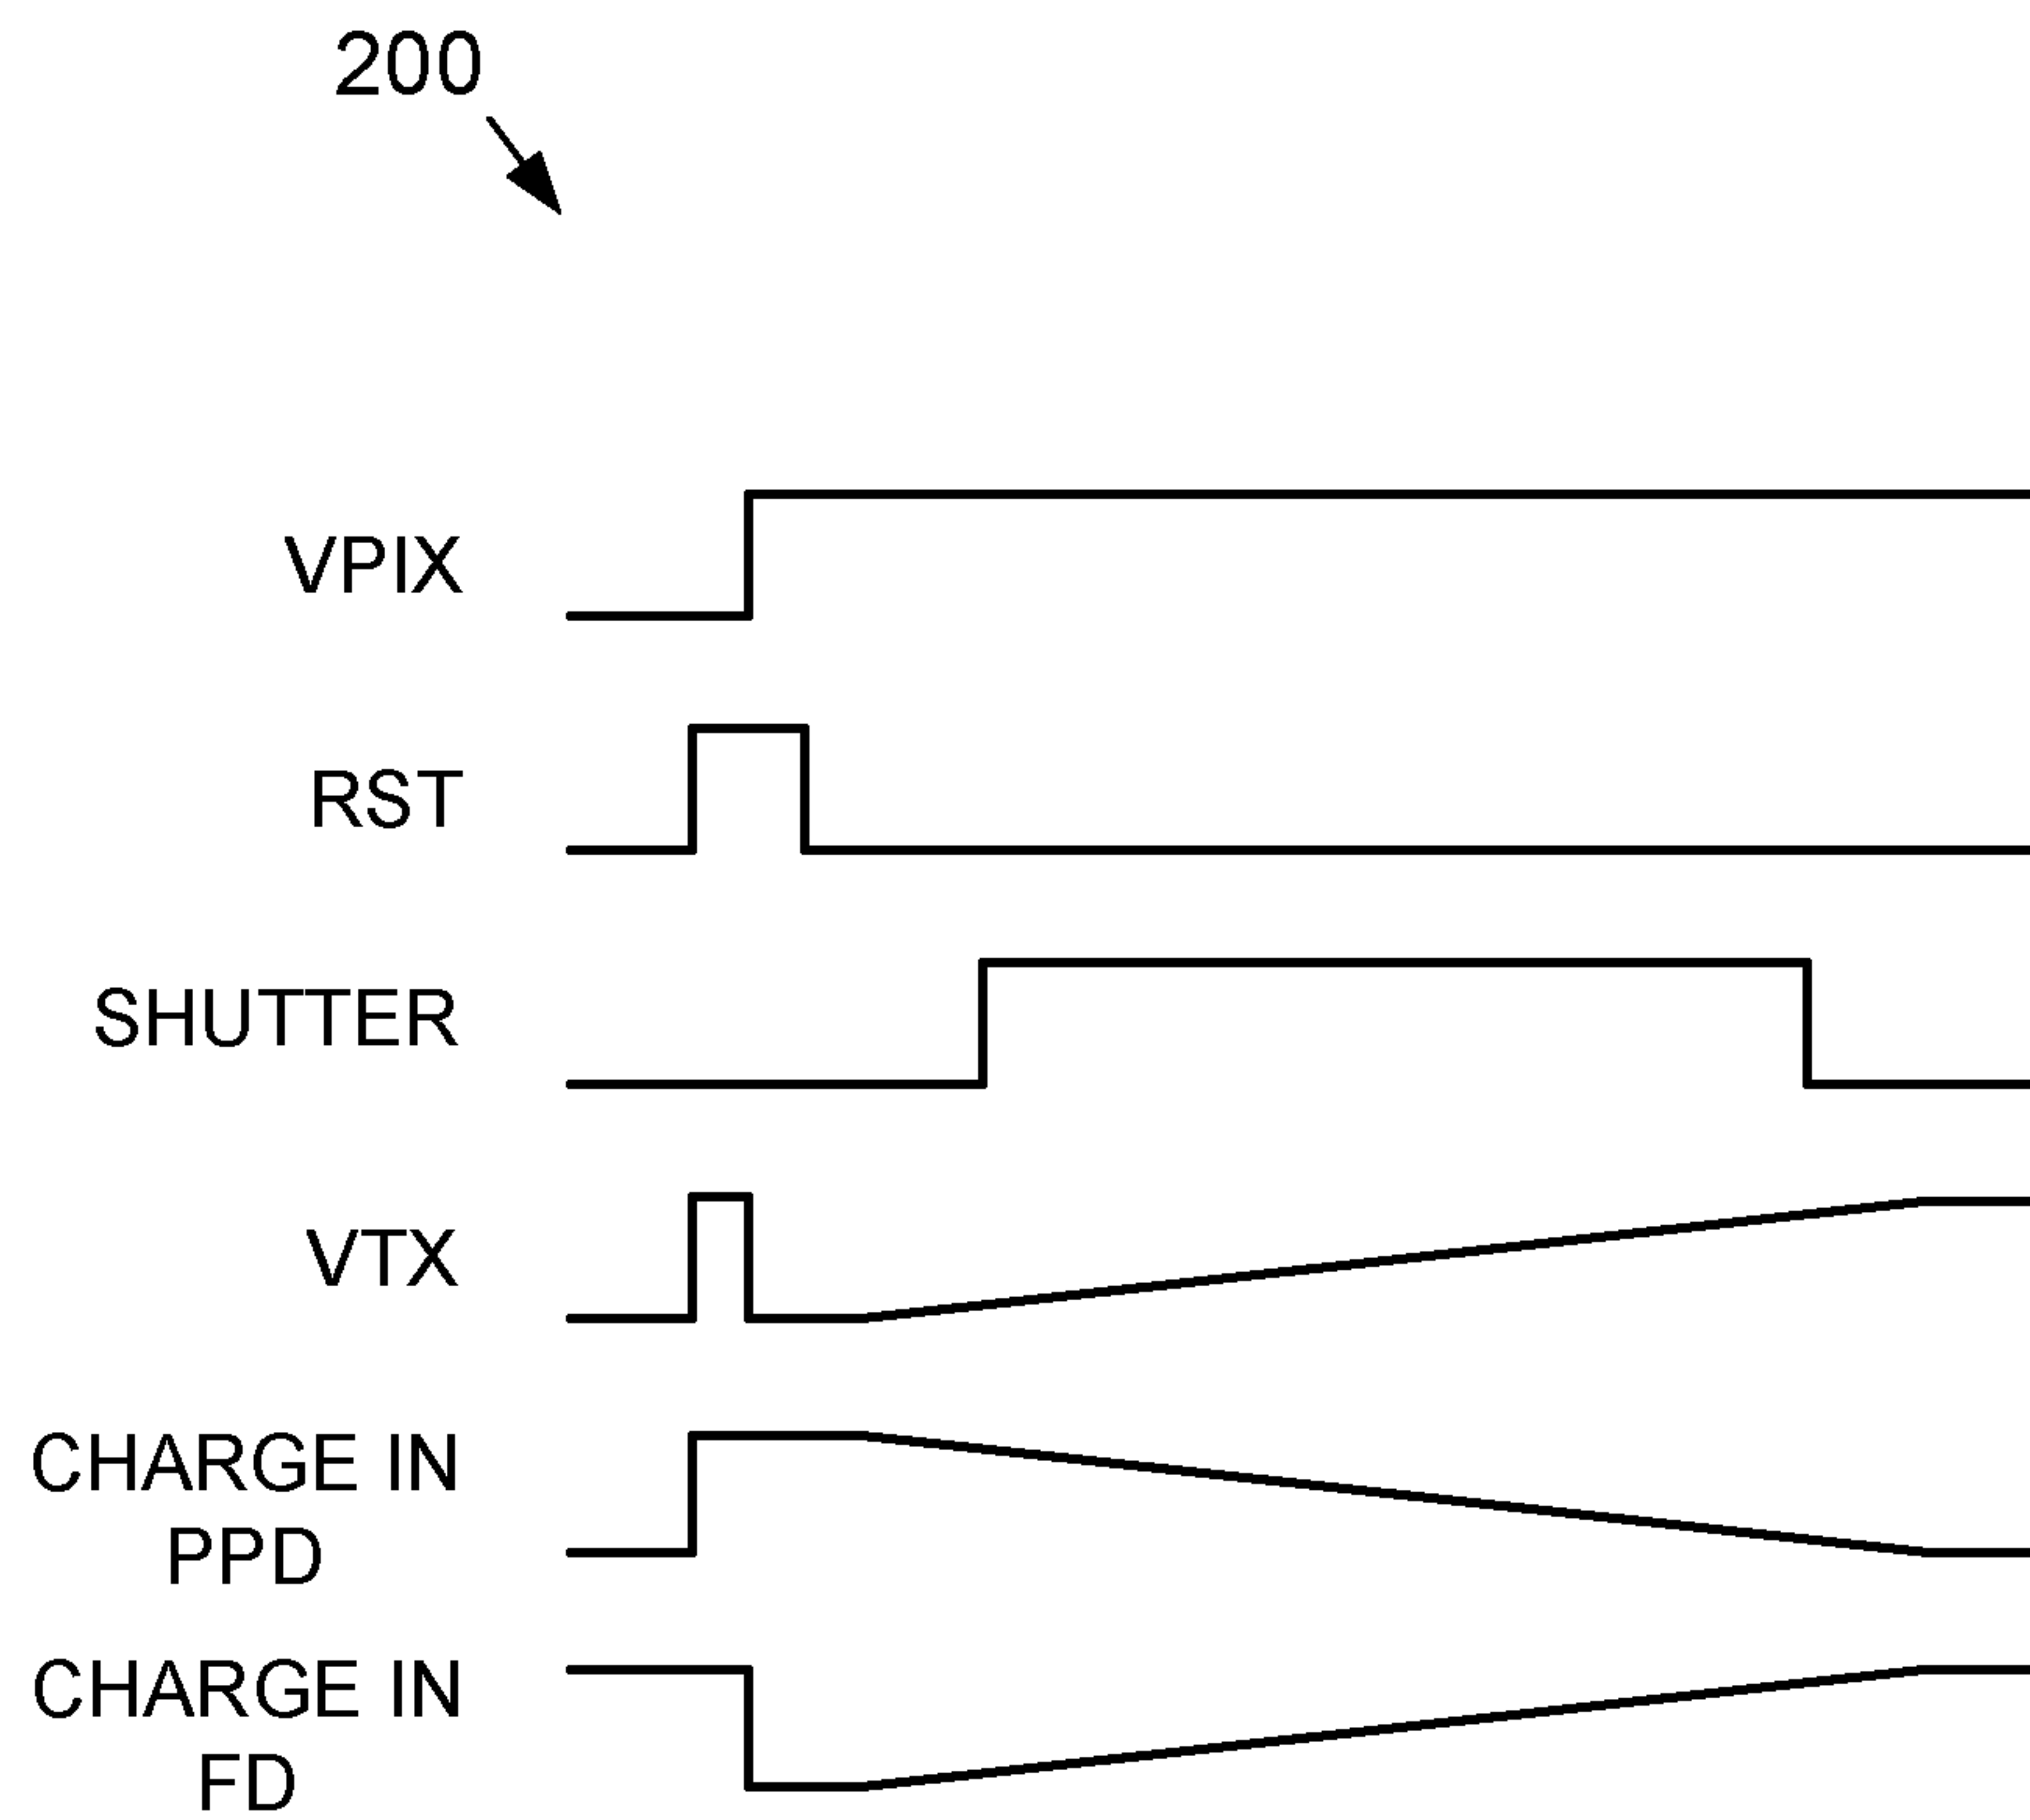 200
VPIX
RST
SHUTTER
VTX
CHARGE IN
PPD
CHARGE IN
FD